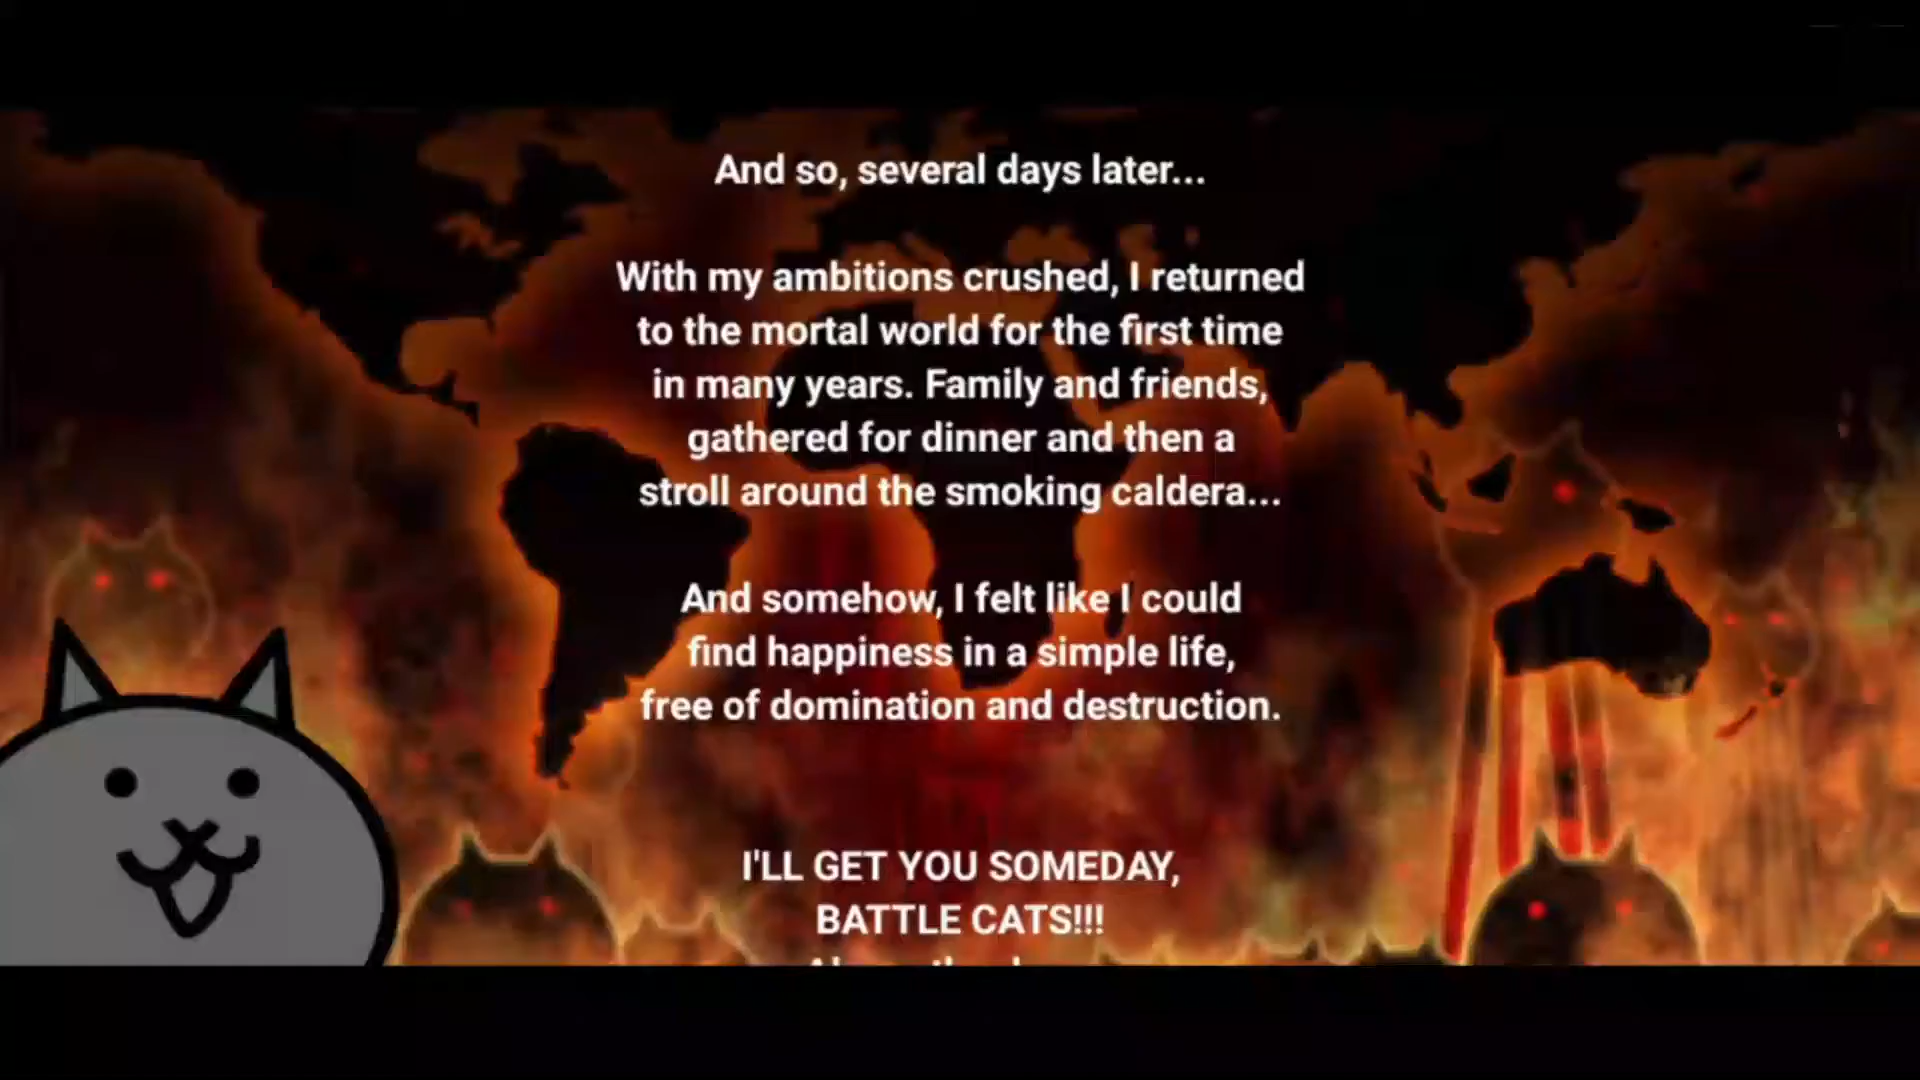 And so, several days later...
With my ambitions crushed, I returned
to the mortal world for the first time
in many years. Family and friends,
gathered for dinner and then a
stroll around the smoking caldera...
And somehow, I felt like I could
find happiness in a simple life,
free of domination and destruction.
I'LL GET YOU SOMEDAY,
BATTLE CATS!!!